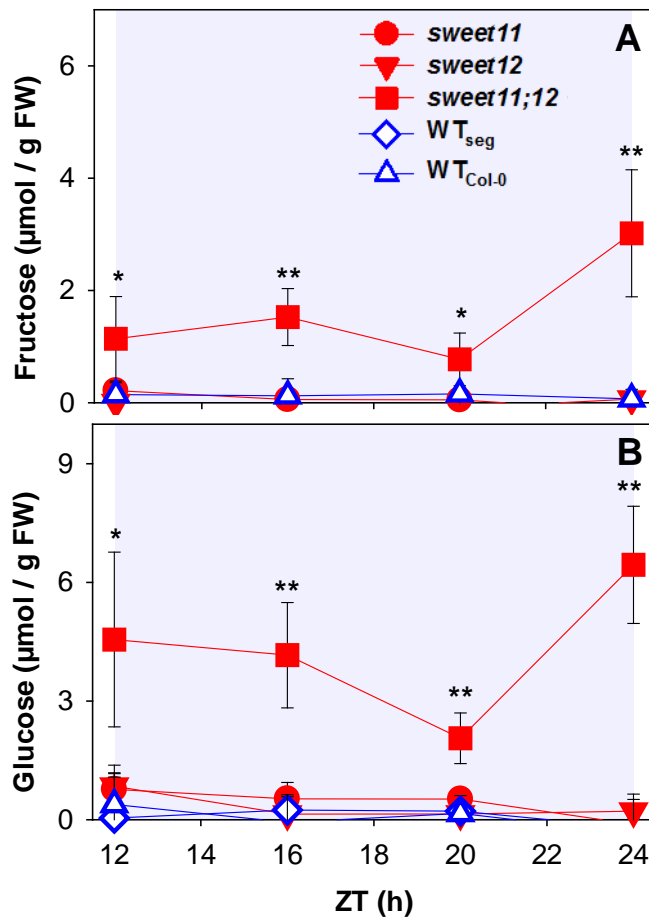 A
sweet11
sweet12
sweet11;12
WTseg
WTCol-0
Fructose (µmol / g FW)
6
4
2
0
*
**
*
**
B
Glucose (µmol / g FW)
9
6
3
0
*
**
**
**
12 14 16 18 20 22 24
ZT (h)